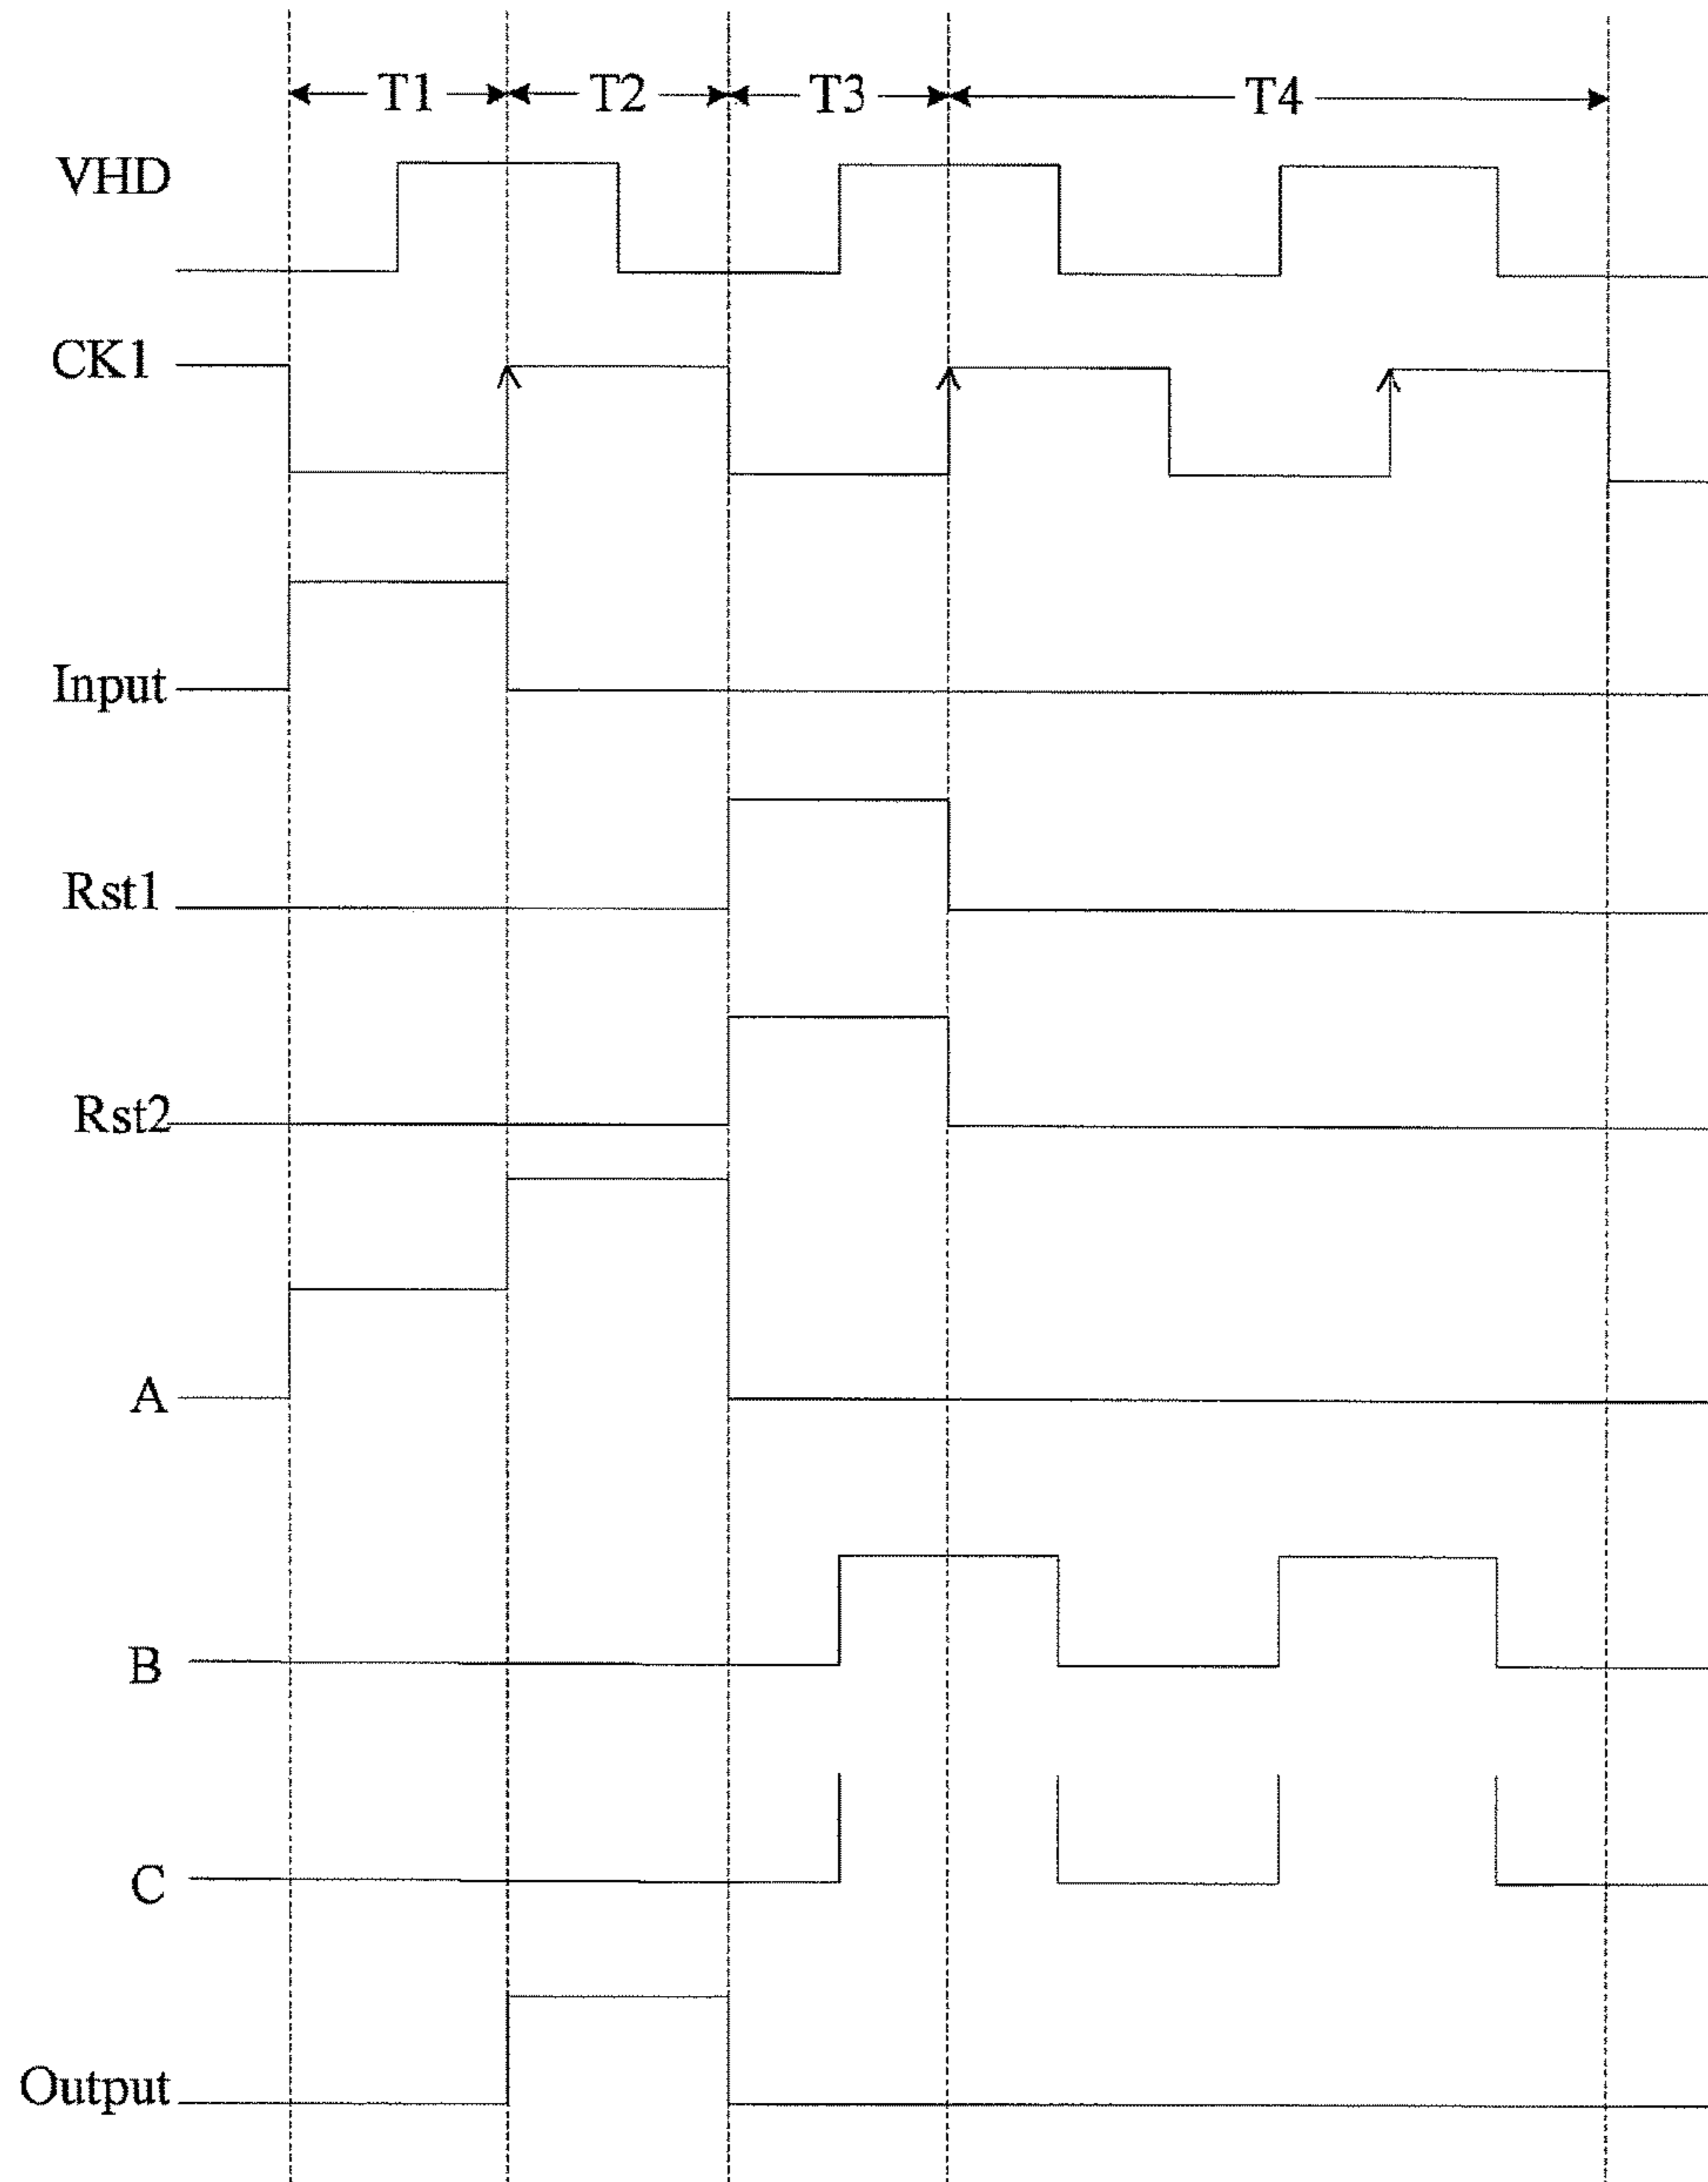 T1 T2 T3 T4
VHD
CK1
Input
Rst1
Rst2
A
B
C
Output